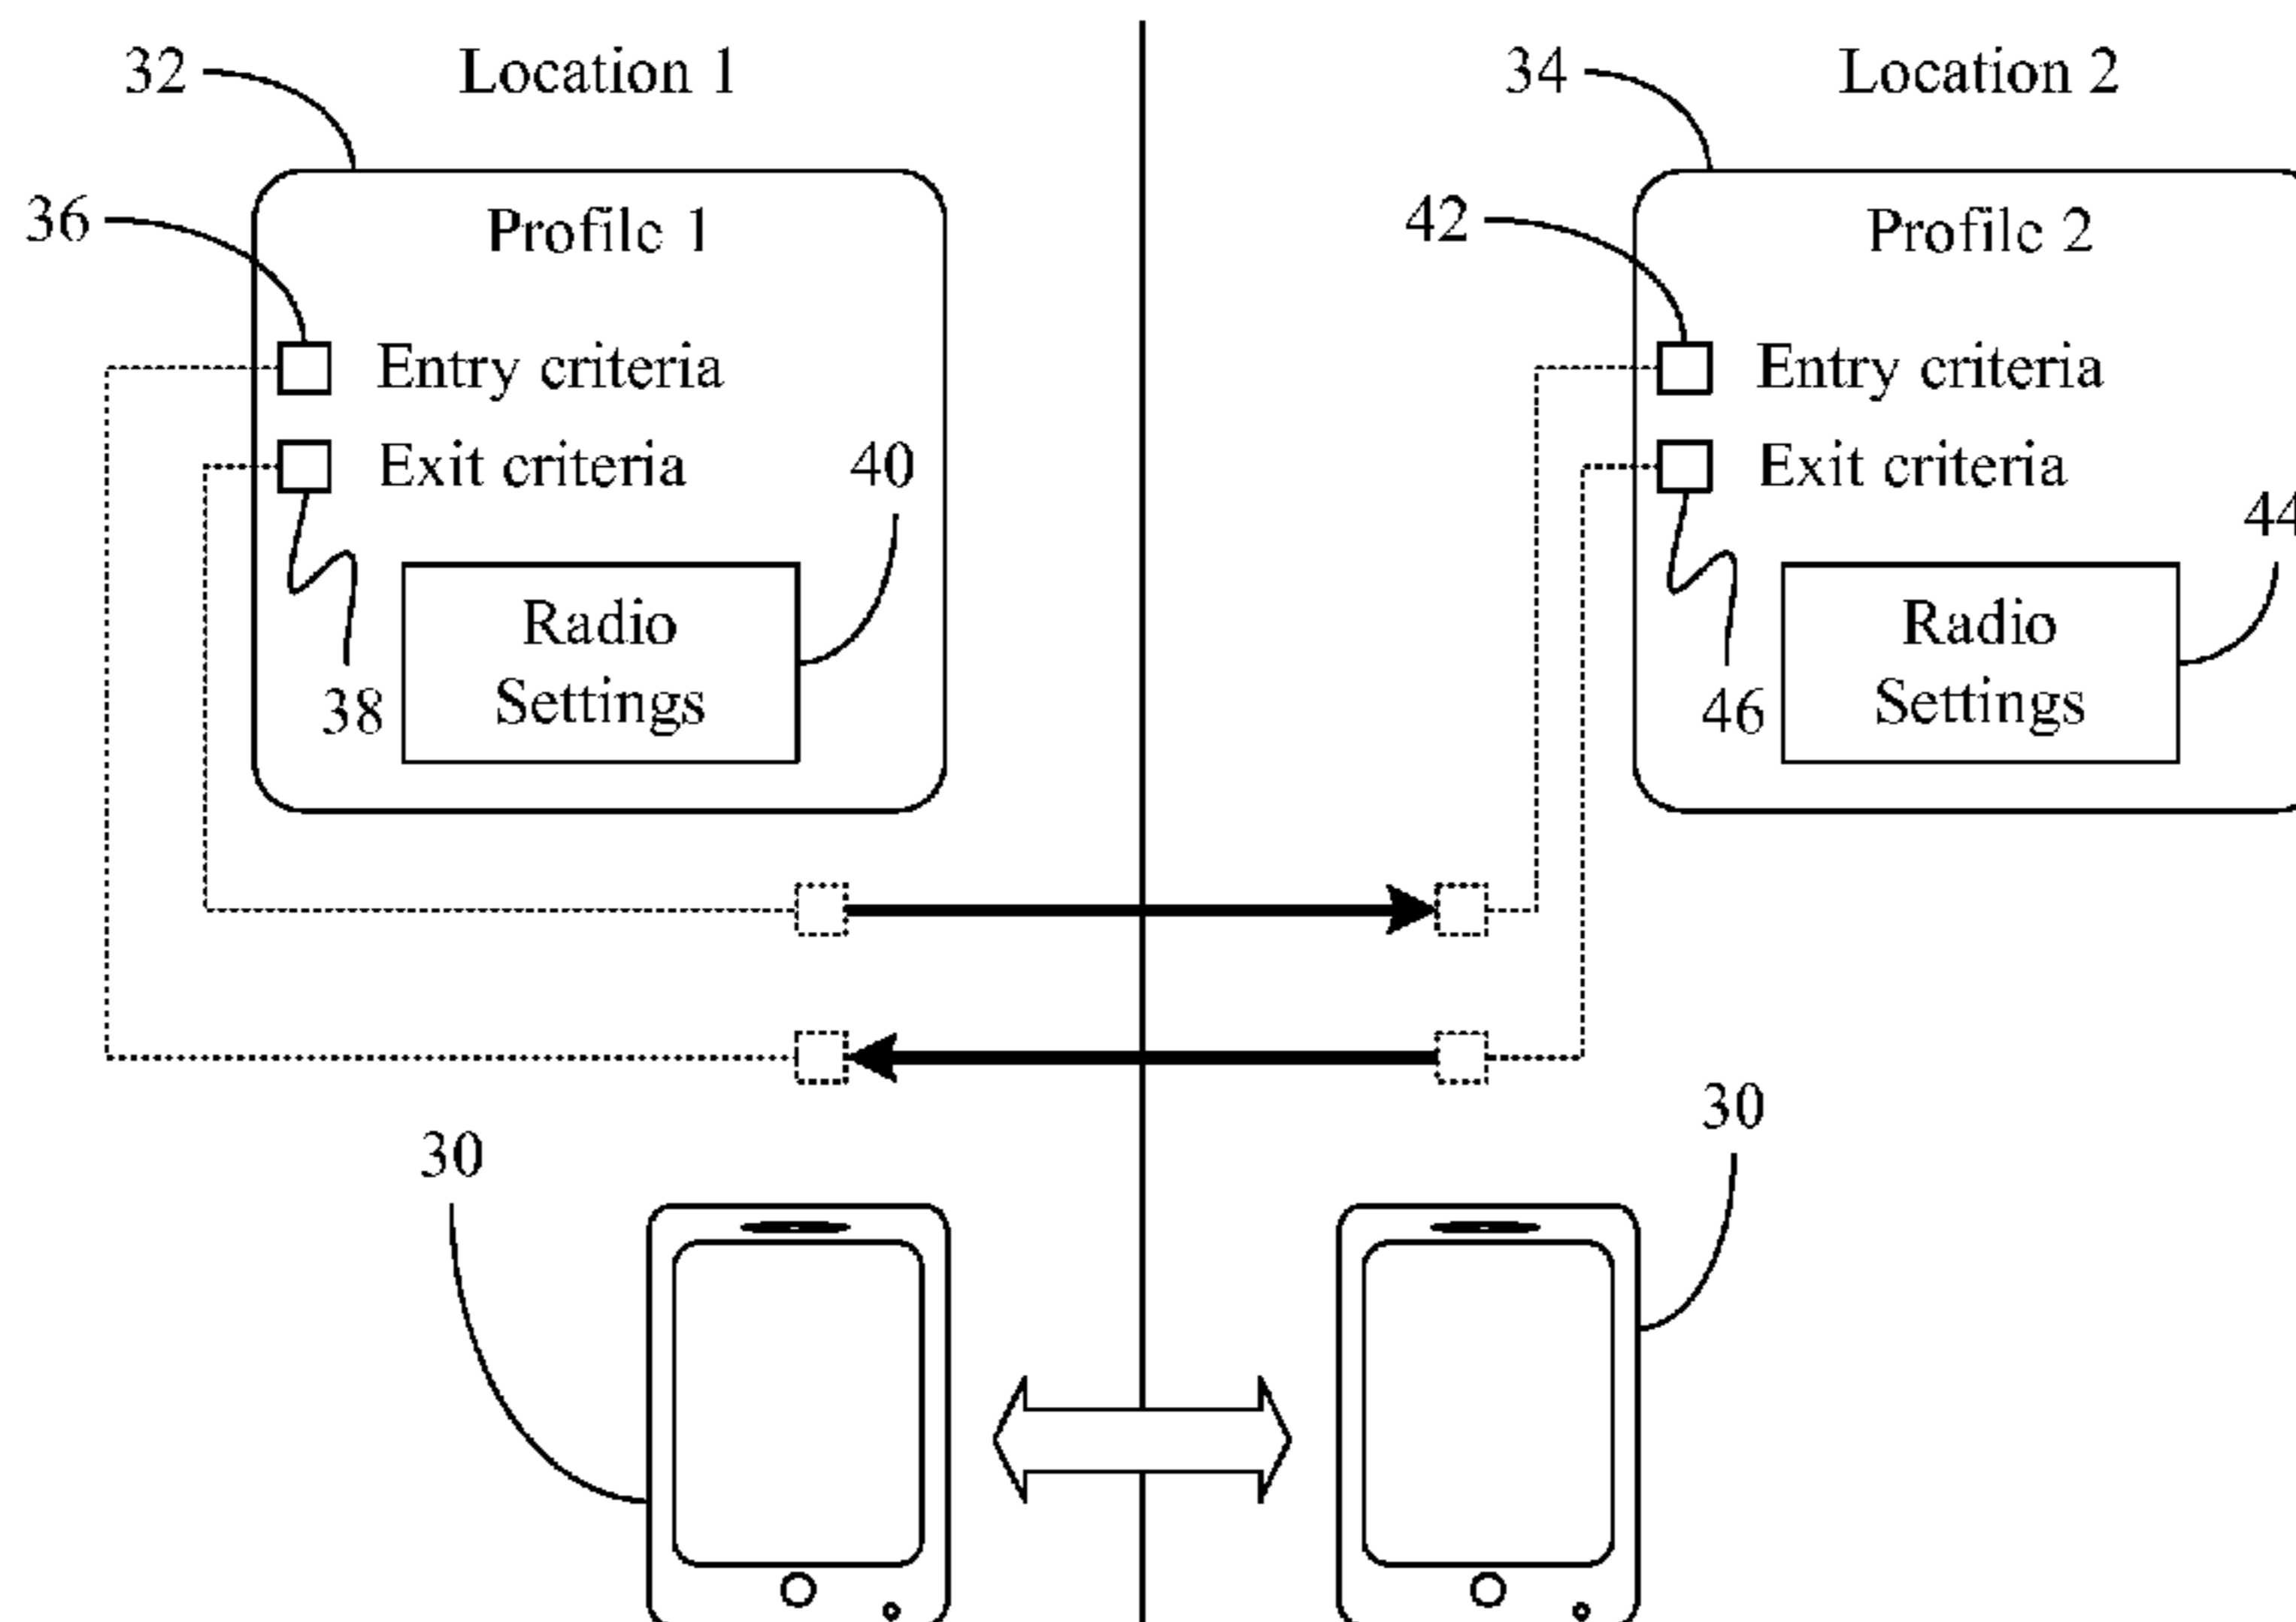 32
Location 1
36
Profile 1
Entry criteria
Exit criteria
40
Radio
Settings
38
34
Location 2
42
Profile 2
Entry criteria
Exit criteria
44
Radio
Settings
46
30
30